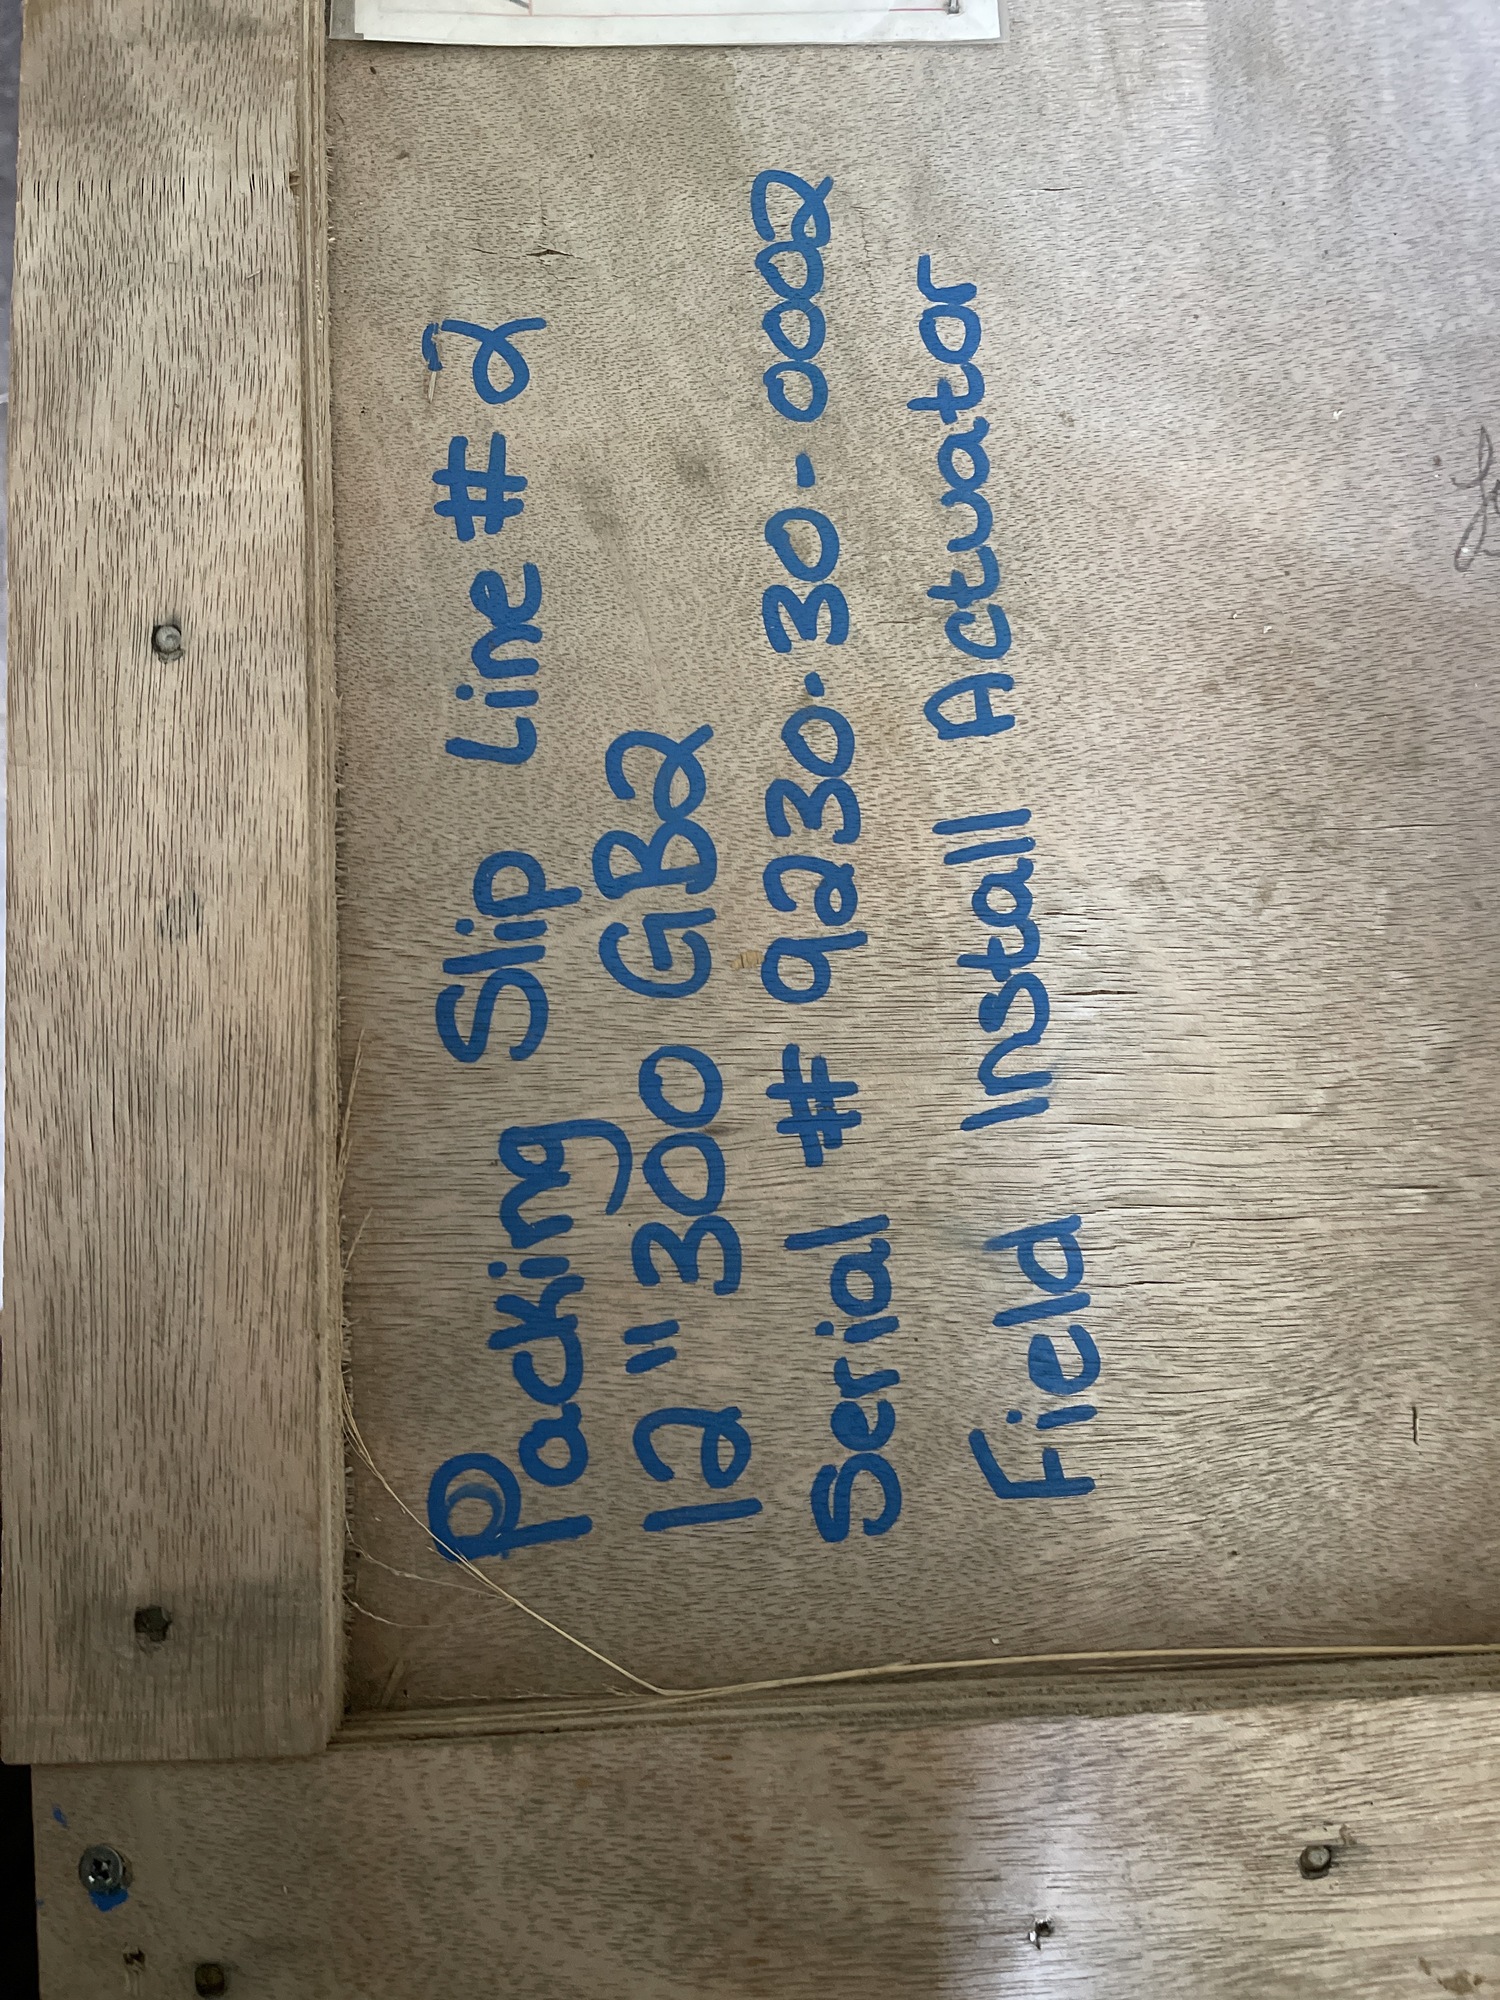 Packing Slip Line #2
12" 300 GB2
Serial # 9230-30-0002
Field Install Actuator